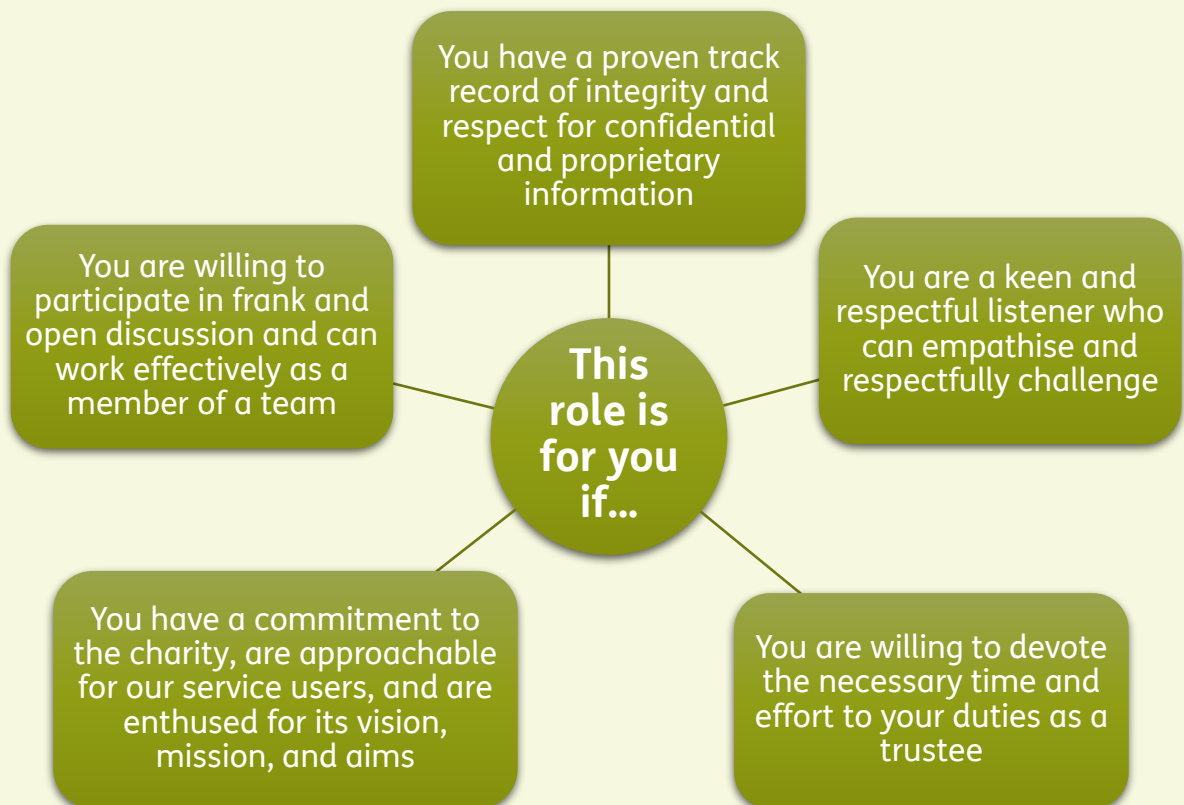 You have a proven track
record of integrity and
respect for confidential
and proprietary
information
You are willing to
participate in frank and
open discussion and can
work effectively as a
member of a team
You are a keen and
respectful listener who
can empathise and
respectfully challenge
This
role is
for you
if...
You have a commitment to
the charity, are approachable
for our service users, and are
enthused for its vision,
mission, and aims
You are willing to devote
the necessary time and
effort to your duties as a
trustee